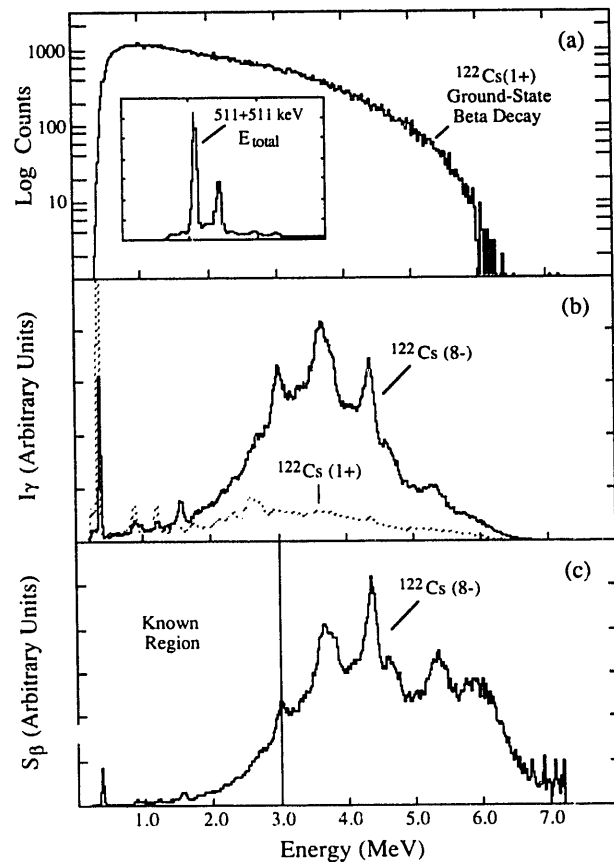 (a)
1000
100
10
Log Counts
122Cs(1+)
Ground-State
Beta Decay
511+511 keV
Etotal
(b)
Iγ (Arbitrary Units)
122Cs (8-)
122Cs (1+)
(c)
Sβ (Arbitrary Units)
Known
Region
122Cs (8-)
1.0 2.0 3.0 4.0 5.0 6.0 7.0
Energy (MeV)